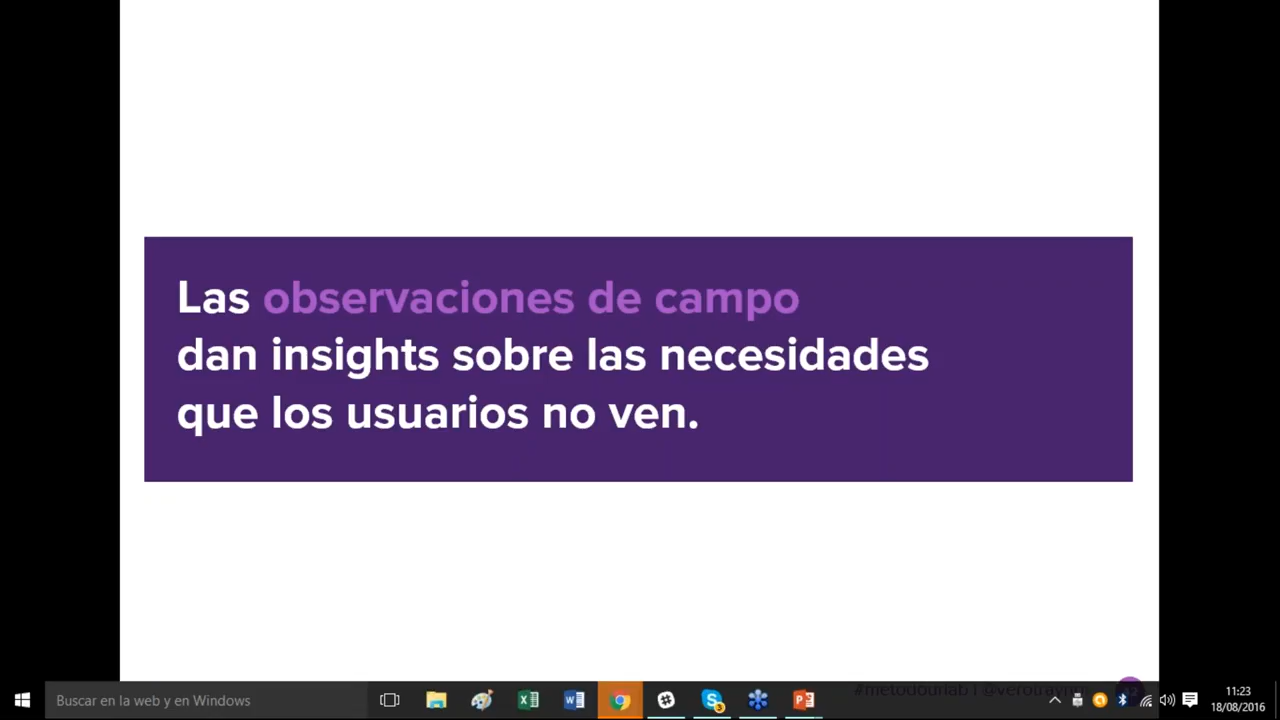 Las observaciones de campo
dan insights sobre las necesidades
que los usuarios no ven.
Buscar en la web y en Windows
11:23
18/08/2016